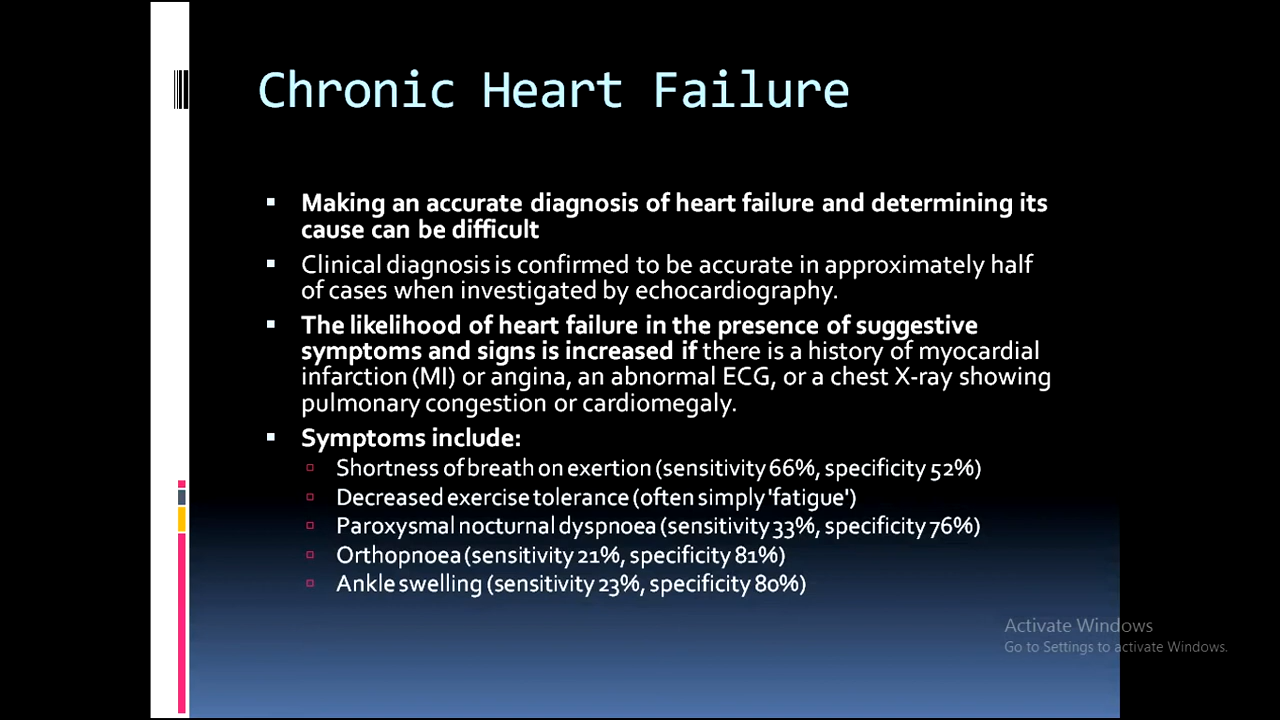 Chronic Heart Failure
Making an accurate diagnosis of heart failure and determining its
cause can be difficult
Clinical diagnosis is confirmed to be accurate in approximately half
of cases when investigated by echocardiography.
The likelihood of heart failure in the presence of suggestive
symptoms and signs is increased if there is a history of myocardial
infarction (MI) or angina, an abnormal ECG, or a chest X-ray showing
pulmonary congestion or cardiomegaly.
Symptoms include:
Shortness of breath on exertion (sensitivity 66%, specificity 52%)
Decreased exercise tolerance (often simply 'fatigue')
Paroxysmal nocturnal dyspnoea (sensitivity 33%, specificity 76%)
Orthopnoea (sensitivity 21%, specificity 81%)
Ankle swelling (sensitivity 23%, specificity 80%)
Activate Windows
Go to Settings to activate Windows.